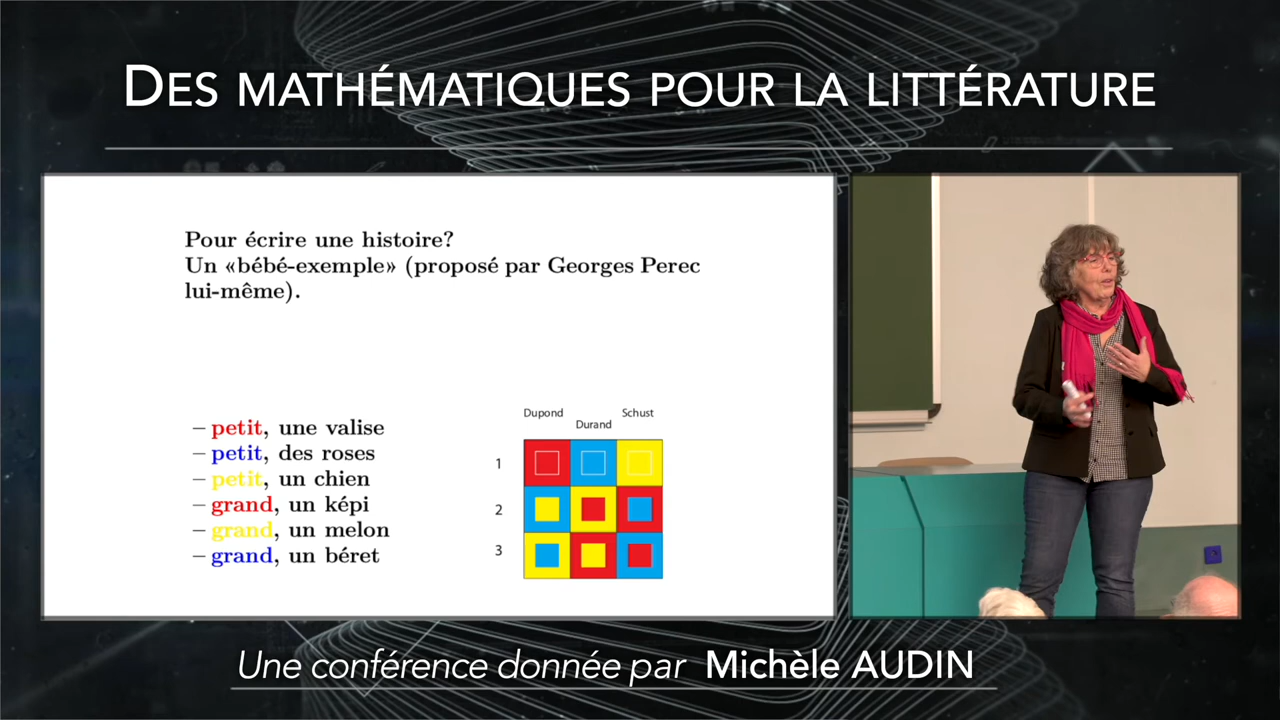 DES MATHÉMATIQUES POUR LA LITTÉRATURE
Pour écrire une histoire?
Un «bébé-exemple» (proposé par Georges Perec
lui-même).
– petit, une valise
– petit, des roses
– petit, un chien
– grand, un képi
– grand, un melon
– grand, un béret
Dupond
Durand
Schust
1
2
3
Une conférence donnée par Michèle AUDIN